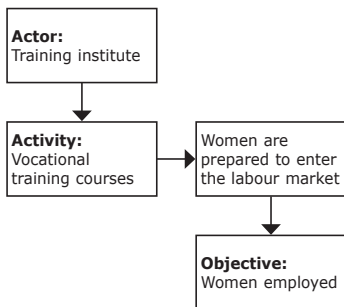 Actor:
Training institute
Activity:
Vocational
training courses
Women are
prepared to enter
the labour market
Objective:
Women employed